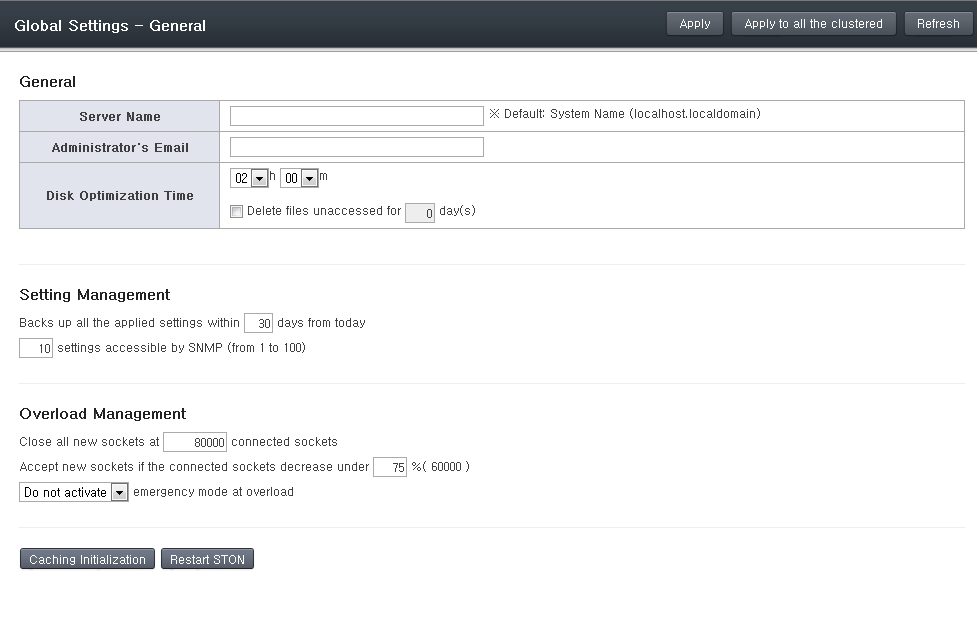 Global Settings - General
Apply
Apply to all the clustered
Refresh
General
Server Name
※ Default: System Name (localhost.localdomain)
Administrator's Email
Disk Optimization Time
02 h 00 m
Delete files unaccessed for 0 day(s)
Setting Management
Backs up all the applied settings within 30 days from today
10 settings accessible by SNMP (from 1 to 100)
Overload Management
Close all new sockets at 80000 connected sockets
Accept new sockets if the connected sockets decrease under 75 %( 60000 )
Do not activate emergency mode at overload
Caching Initialization
Restart STON